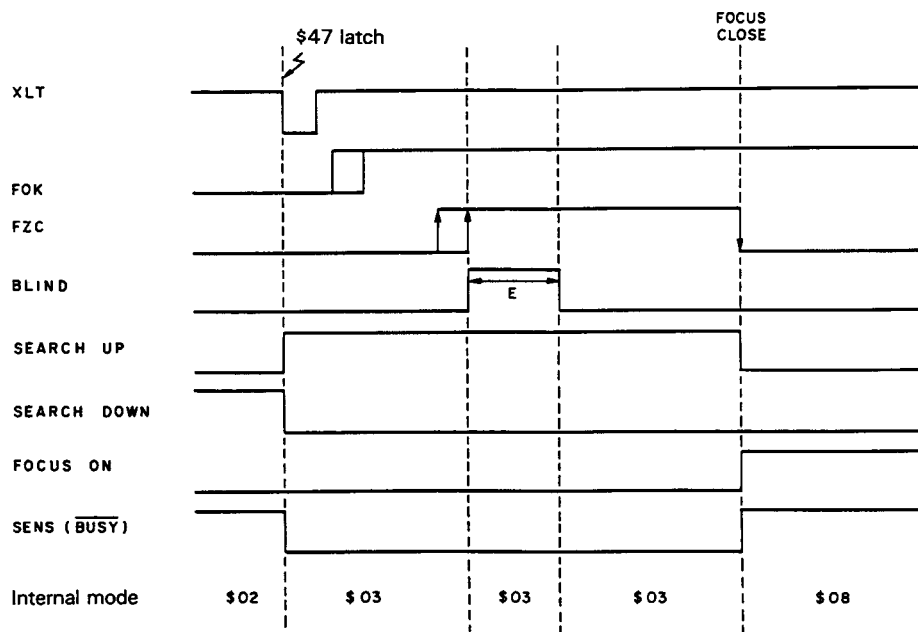 FOCUS
CLOSE
$47 latch
XLT
FOK
FZC
BLIND
E
SEARCH UP
SEARCH DOWN
FOCUS ON
SENS (BUSY)
Internal mode $02 $03 $03 $03 $08